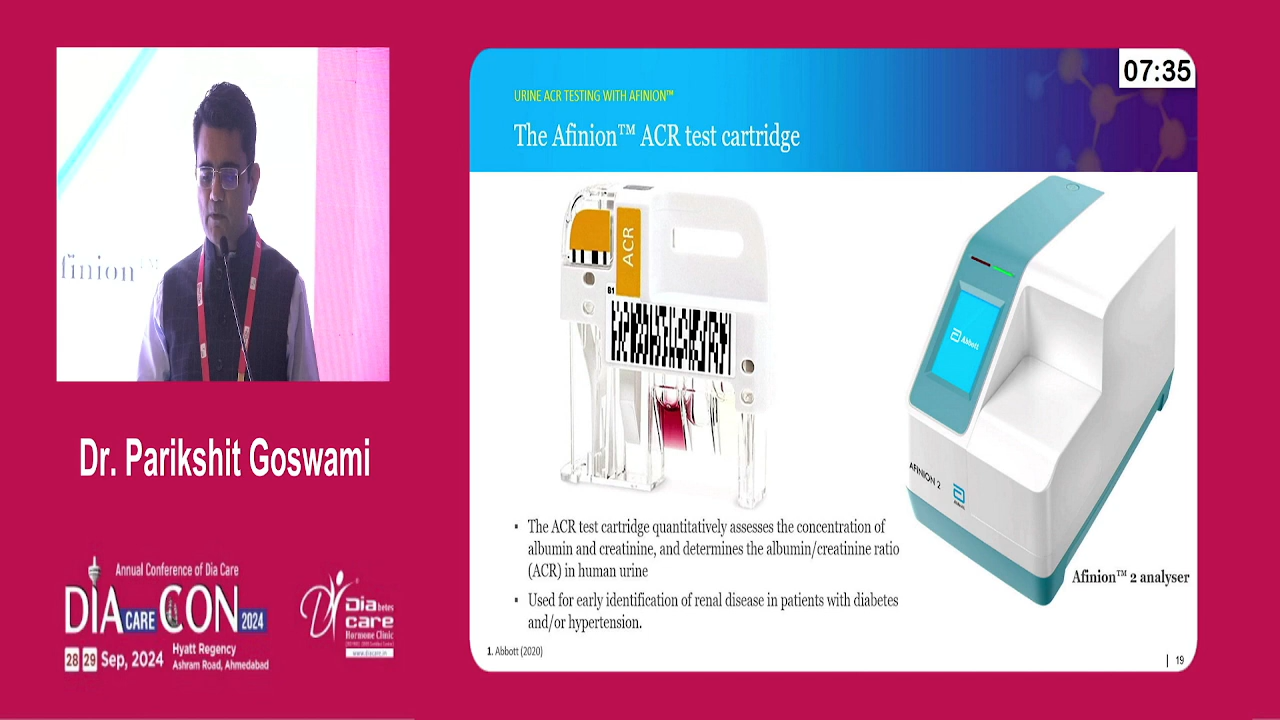 finion™
Dr. Parikshit Goswami
Annual Conference of Dia Care
DIA CARE CON 2024
28 29 Sep, 2024
Hyatt Regency
Ashram Road, Ahmedabad
Diabetes
care
Hormone Clinic
07:35
URINE ACR TESTING WITH AFINION™
The Afinion™ ACR test cartridge
ACR
B1
Abbott
AFINION 2
Abbott
Afinion™ 2 analyser
▪ The ACR test cartridge quantitatively assesses the concentration of
albumin and creatinine, and determines the albumin/creatinine ratio
(ACR) in human urine
▪ Used for early identification of renal disease in patients with diabetes
and/or hypertension.
1. Abbott (2020)
| 19